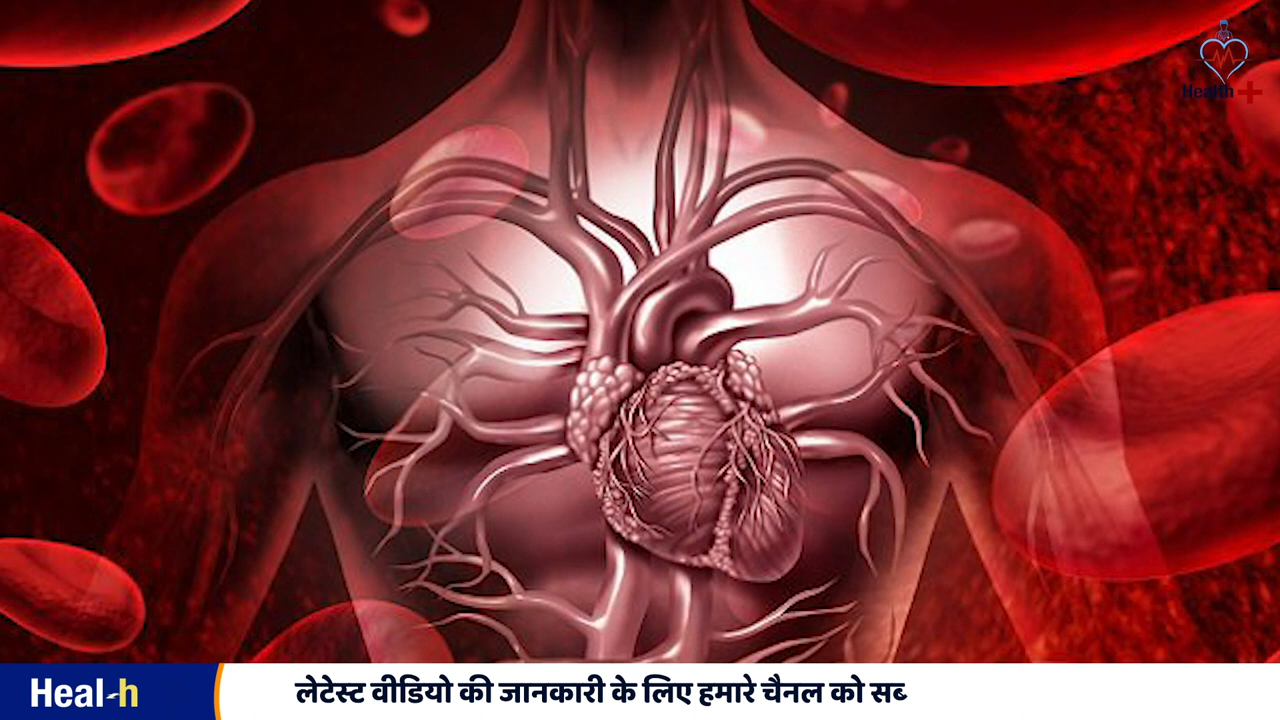 Health
Heal-h
लेटेस्ट वीडियो की जानकारी के लिए हमारे चैनल को